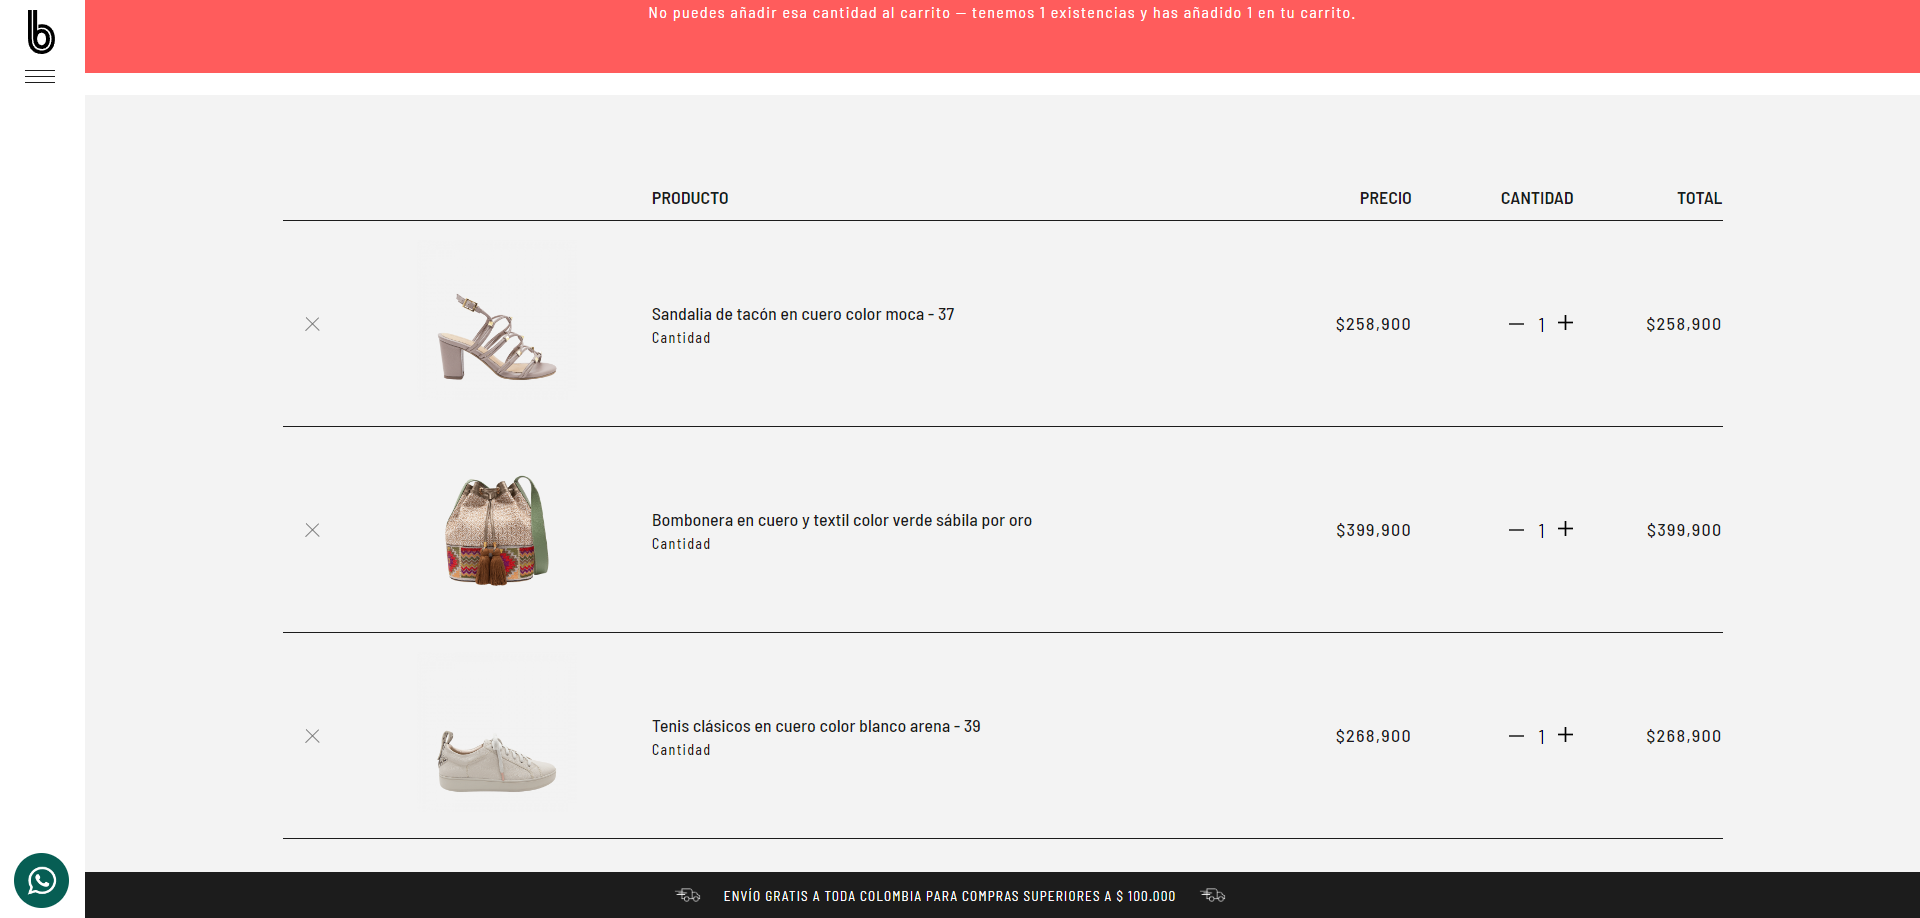 No puedes añadir esa cantidad al carrito — tenemos 1 existencias y has añadido 1 en tu carrito.
b
PRODUCTO PRECIO CANTIDAD TOTAL
Sandalia de tacón en cuero color moca - 37
Cantidad
$258,900 — 1 + $258,900
Bombonera en cuero y textil color verde sábila por oro
Cantidad
$399,900 — 1 + $399,900
Tenis clásicos en cuero color blanco arena - 39
Cantidad
$268,900 — 1 + $268,900
ENVÍO GRATIS A TODA COLOMBIA PARA COMPRAS SUPERIORES A $ 100.000